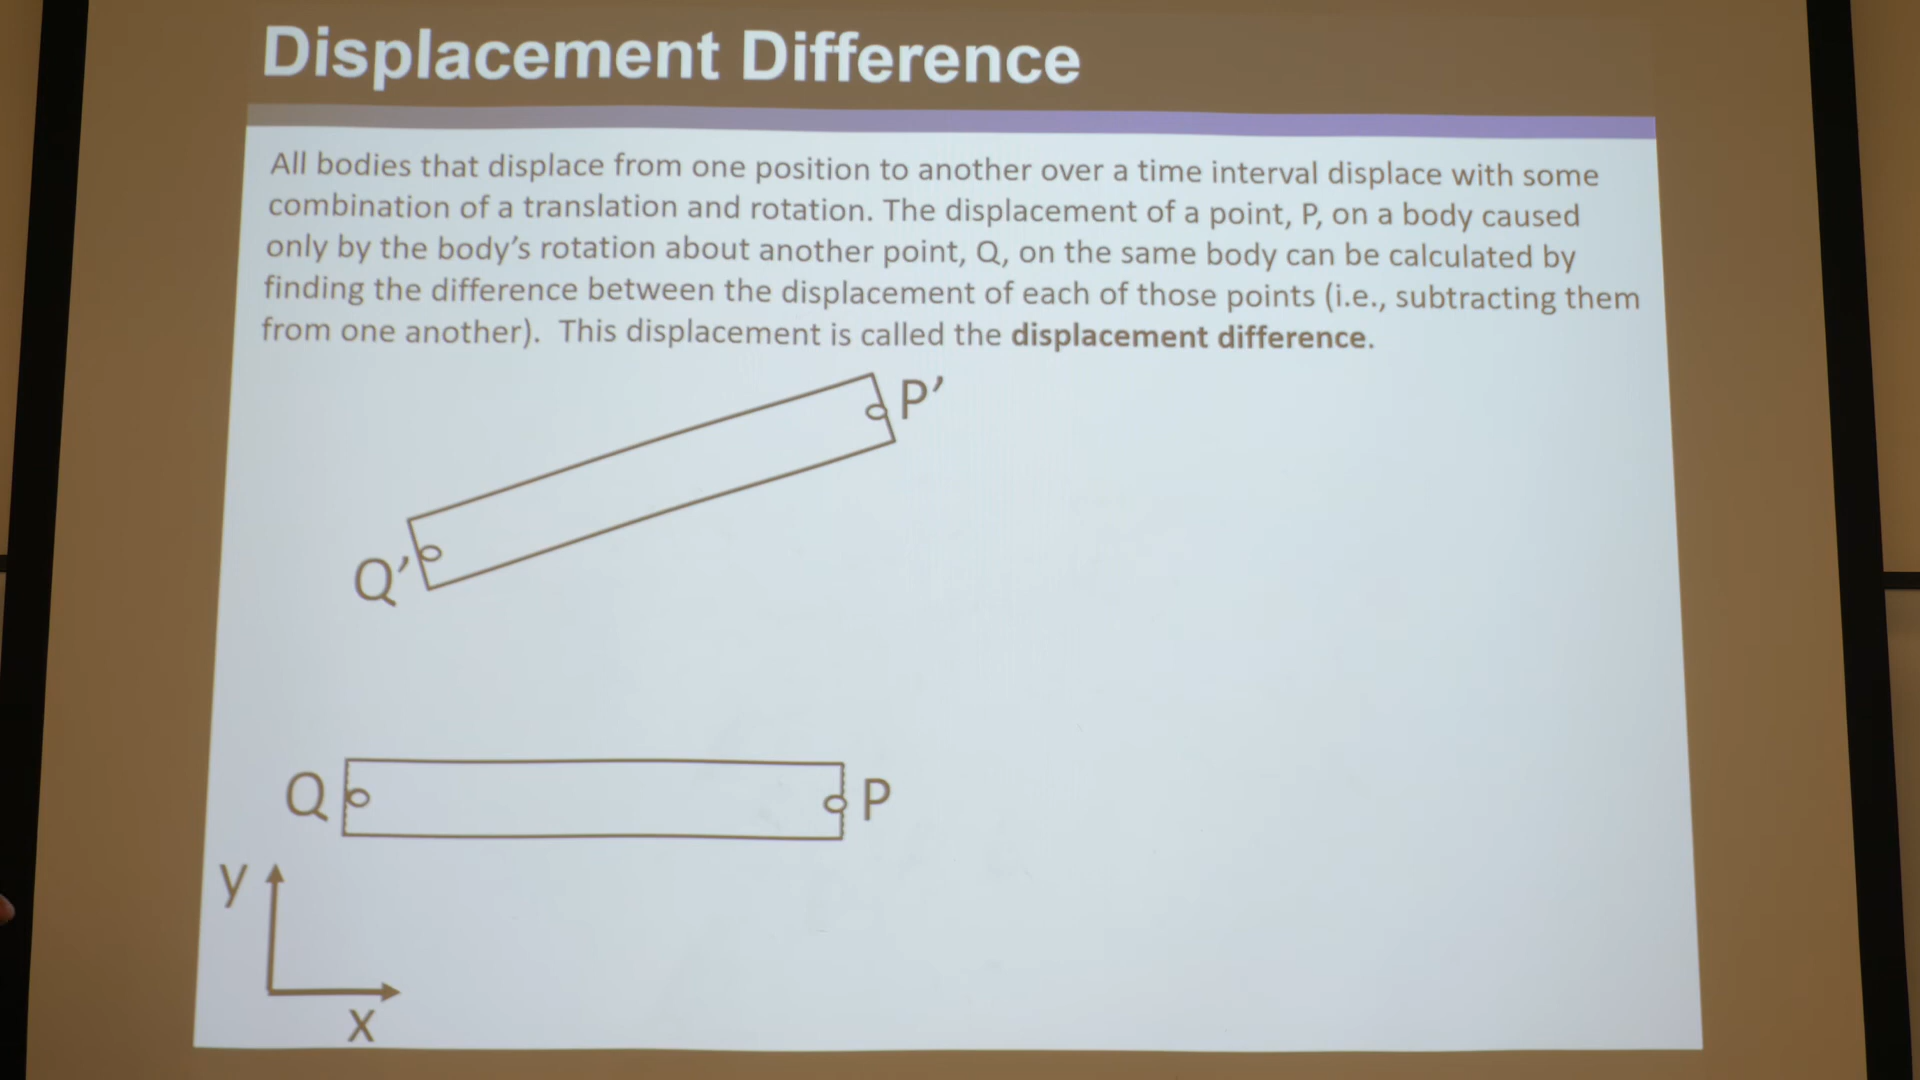 Displacement Difference
All bodies that displace from one position to another over a time interval displace with some
combination of a translation and rotation. The displacement of a point, P, on a body caused
only by the body's rotation about another point, Q, on the same body can be calculated by
finding the difference between the displacement of each of those points (i.e., subtracting them
from one another). This displacement is called the displacement difference.
P′
Q′
Q P
y
x